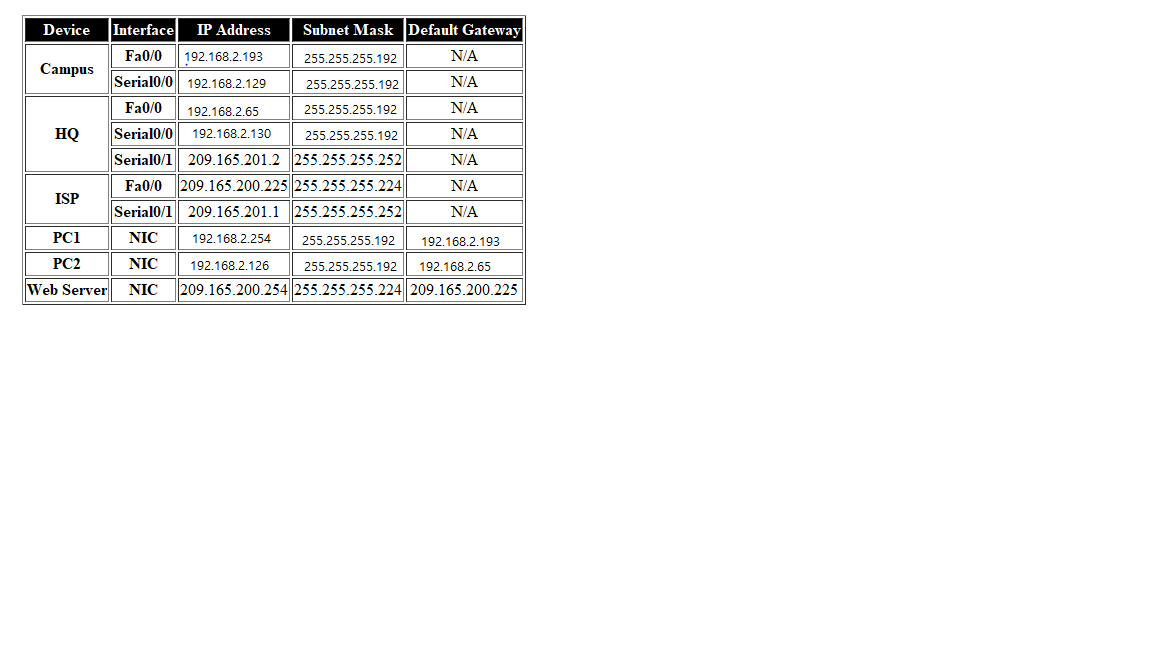 Device Interface IP Address Subnet Mask Default Gateway
Campus Fa0/0 192.168.2.193 255.255.255.192 N/A
Serial0/0 192.168.2.129 255.255.255.192 N/A
HQ Fa0/0 192.168.2.65 255.255.255.192 N/A
Serial0/0 192.168.2.130 255.255.255.192 N/A
Serial0/1 209.165.201.2 255.255.255.252 N/A
ISP Fa0/0 209.165.200.225 255.255.255.224 N/A
Serial0/1 209.165.201.1 255.255.255.252 N/A
PC1 NIC 192.168.2.254 255.255.255.192 192.168.2.193
PC2 NIC 192.168.2.126 255.255.255.192 192.168.2.65
Web Server NIC 209.165.200.254 255.255.255.224 209.165.200.225